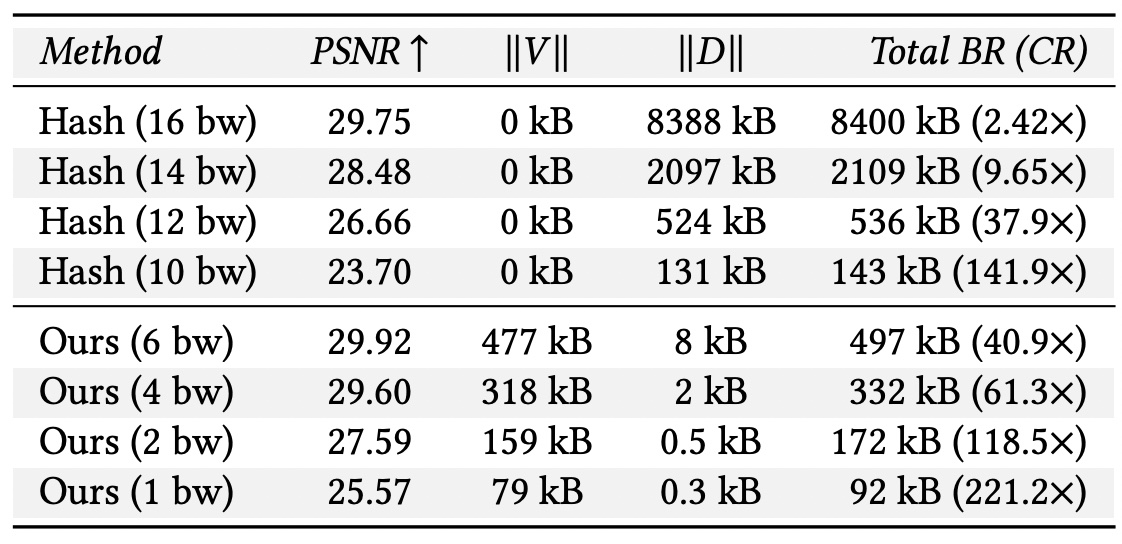 Method PSNR ↑ ‖V‖ ‖D‖ Total BR (CR)
Hash (16 bw) 29.75 0 kB 8388 kB 8400 kB (2.42×)
Hash (14 bw) 28.48 0 kB 2097 kB 2109 kB (9.65×)
Hash (12 bw) 26.66 0 kB 524 kB 536 kB (37.9×)
Hash (10 bw) 23.70 0 kB 131 kB 143 kB (141.9×)
Ours (6 bw) 29.92 477 kB 8 kB 497 kB (40.9×)
Ours (4 bw) 29.60 318 kB 2 kB 332 kB (61.3×)
Ours (2 bw) 27.59 159 kB 0.5 kB 172 kB (118.5×)
Ours (1 bw) 25.57 79 kB 0.3 kB 92 kB (221.2×)